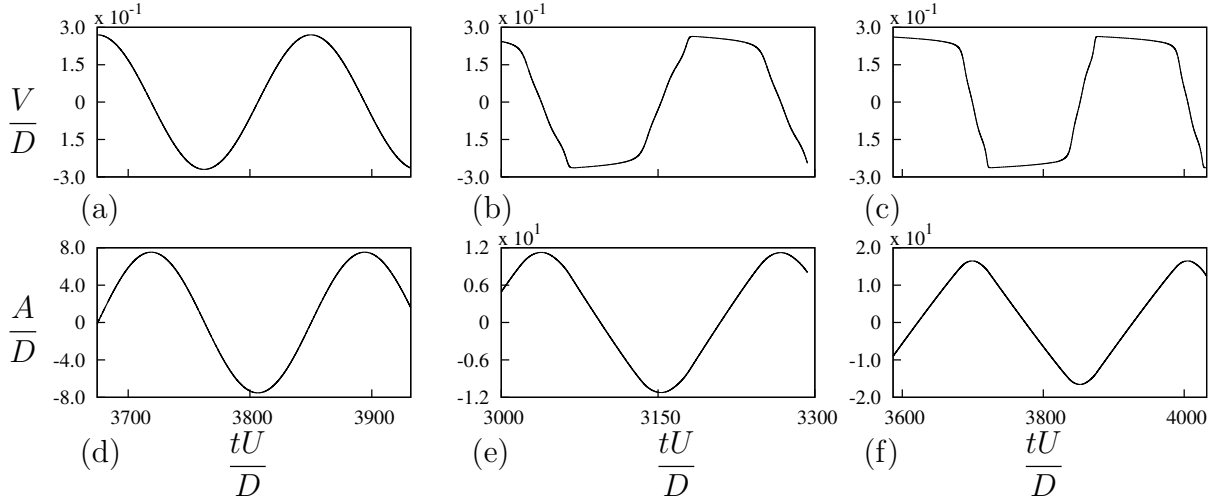 x 10^-1 x 10^-1 x 10^-1
3.0 3.0 3.0
1.5 1.5 1.5
V/D 0 0 0
1.5 1.5 1.5
-3.0 -3.0 -3.0
(a) (b) (c)
x 10^1 x 10^1
8.0 1.2 2.0
4.0 0.6 1.0
A/D 0 0 0
-4.0 -0.6 -1.0
-8.0 -1.2 2.0
3700 3800 3900 3000 3150 3300 3600 3800 4000
(d) tU/D (e) tU/D (f) tU/D